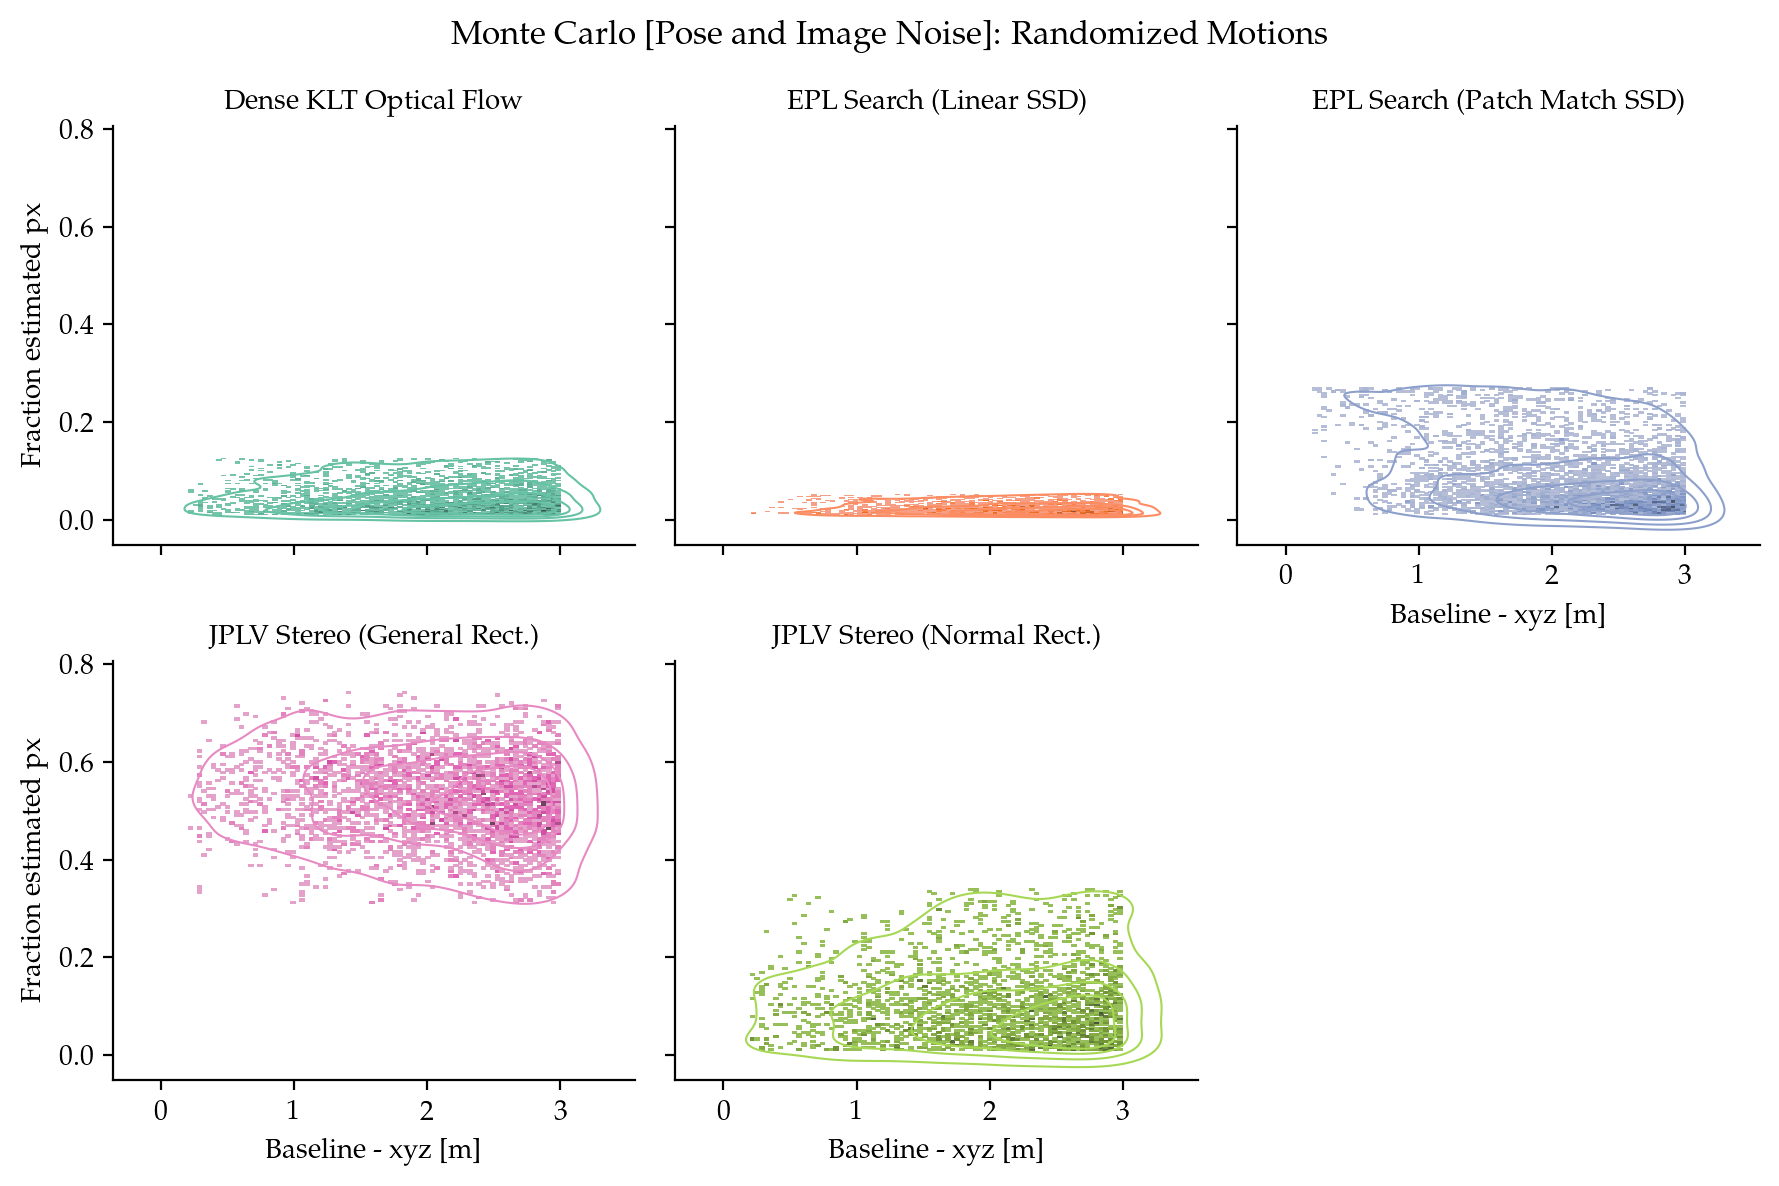 Monte Carlo [Pose and Image Noise]: Randomized Motions
Dense KLT Optical Flow
EPL Search (Linear SSD)
EPL Search (Patch Match SSD)
Fraction estimated px
0.8
0.6
0.4
0.2
0.0
0 1 2 3
Baseline - xyz [m]
JPLV Stereo (General Rect.)
JPLV Stereo (Normal Rect.)
Fraction estimated px
0.8
0.6
0.4
0.2
0.0
0 1 2 3
Baseline - xyz [m]
0 1 2 3
Baseline - xyz [m]